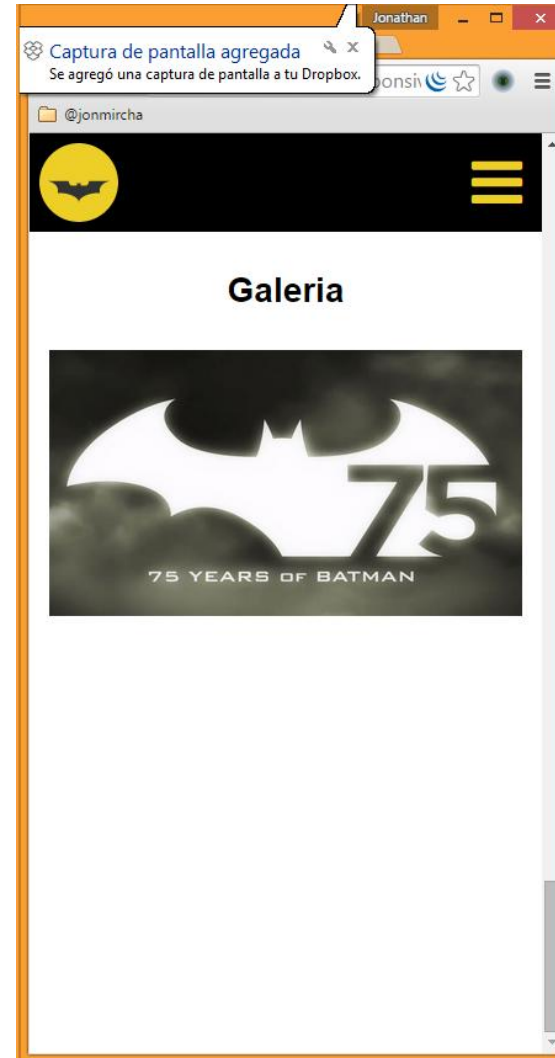 Jonathan
Captura de pantalla agregada
Se agregó una captura de pantalla a tu Dropbox.
@jonmircha
Galeria
75
75 YEARS OF BATMAN